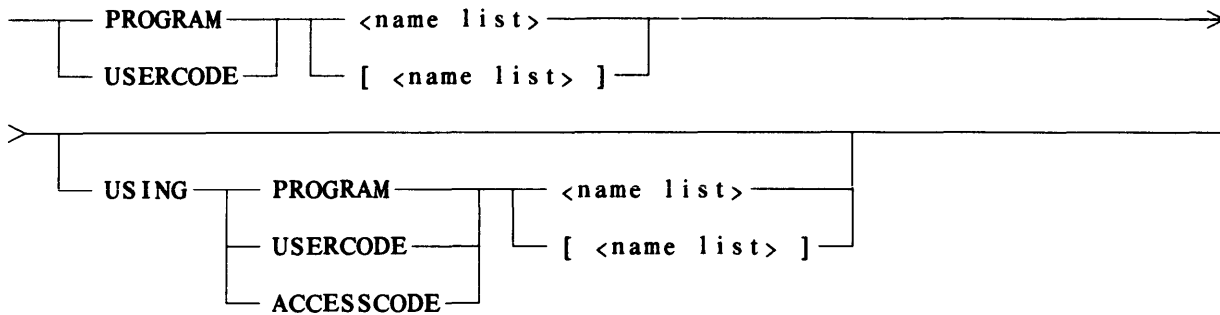 PROGRAM <name list>
USERCODE [ <name list> ]
USING PROGRAM <name list>
USERCODE [ <name list> ]
ACCESSCODE